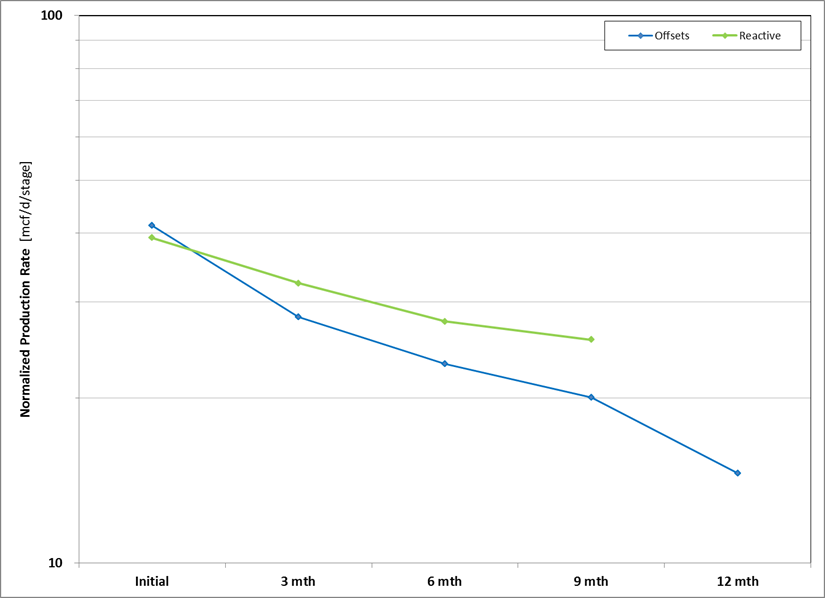 100
Offsets
Reactive
Normalized Production Rate [mcf/d/stage]
10
Initial
3 mth
6 mth
9 mth
12 mth